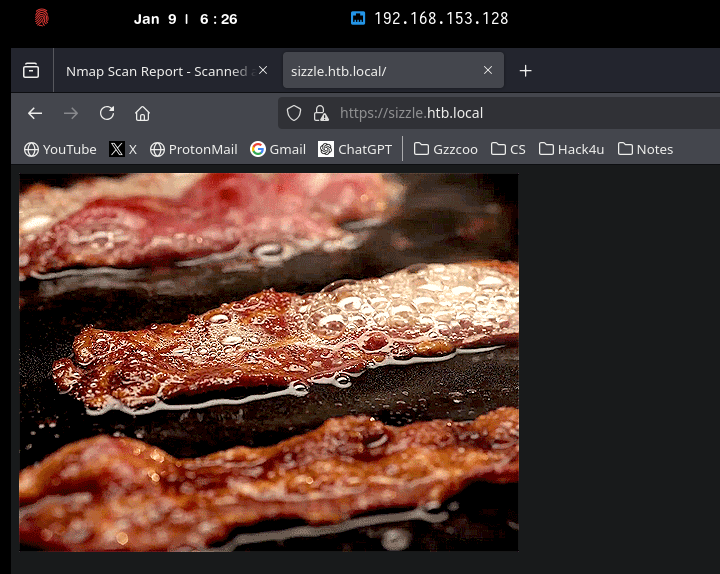 Jan 9 | 6:26 192.168.153.128
Nmap Scan Report - Scanned a
sizzle.htb.local/
https://sizzle.htb.local
YouTube X ProtonMail Gmail ChatGPT Gzzcoo CS Hack4u Notes